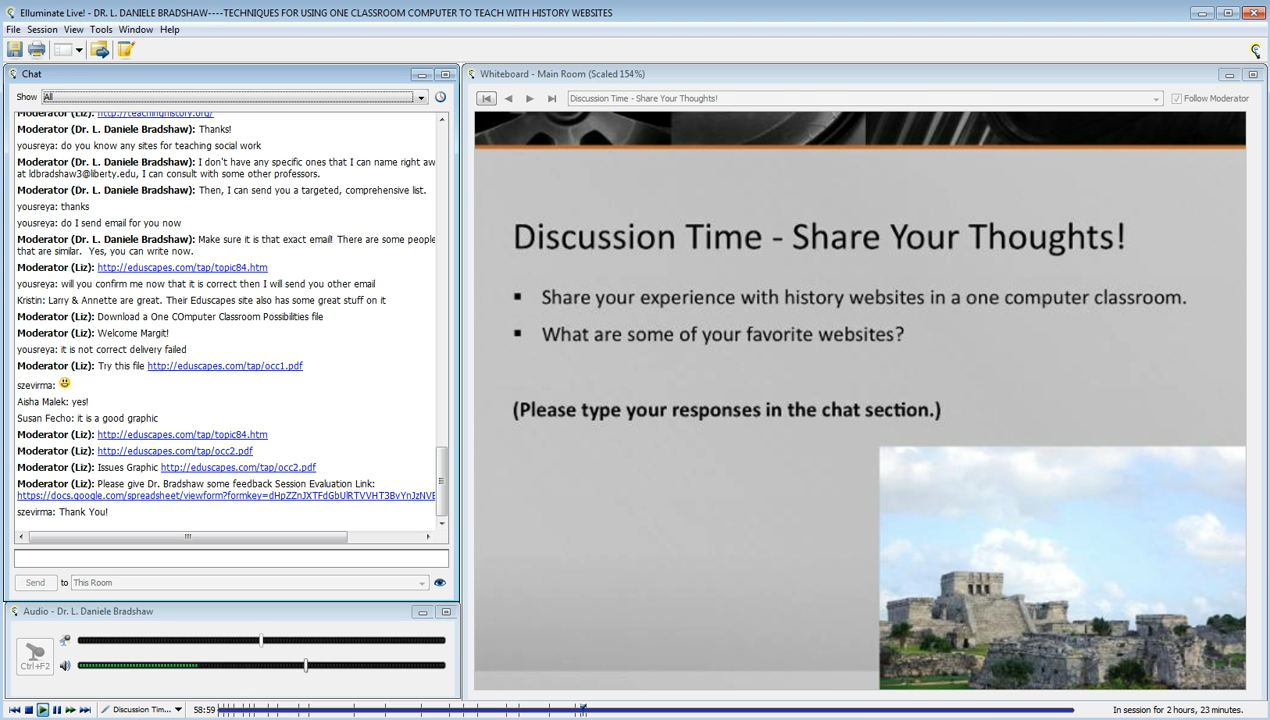 Elluminate Live! - DR. L. DANIELE BRADSHAW----TECHNIQUES FOR USING ONE CLASSROOM COMPUTER TO TEACH WITH HISTORY WEBSITES
File Session View Tools Window Help
Chat
Show All
Moderator (Liz): http://teachinghistory.org/
Moderator (Dr. L. Daniele Bradshaw): Thanks!
yousreya: do you know any sites for teaching social work
Moderator (Dr. L. Daniele Bradshaw): I don't have any specific ones that I can name right aw
at ldbradshaw3@liberty.edu, I can consult with some other professors.
Moderator (Dr. L. Daniele Bradshaw): Then, I can send you a targeted, comprehensive list.
yousreya: thanks
yousreya: do I send email for you now
Moderator (Dr. L. Daniele Bradshaw): Make sure it is that exact email! There are some people
that are similar. Yes, you can write now.
Moderator (Liz): http://eduscapes.com/tap/topic84.htm
yousreya: will you confirm me now that it is correct then I will send you other email
Kristin: Larry & Annette are great. Their Eduscapes site also has some great stuff on it
Moderator (Liz): Download a One COmputer Classroom Possibilities file
Moderator (Liz): Welcome Margit!
yousreya: it is not correct delivery failed
Moderator (Liz): Try this file http://eduscapes.com/tap/occ1.pdf
szevirma:
Aisha Malek: yes!
Susan Fecho: it is a good graphic
Moderator (Liz): http://eduscapes.com/tap/topic84.htm
Moderator (Liz): http://eduscapes.com/tap/occ2.pdf
Moderator (Liz): Issues Graphic http://eduscapes.com/tap/occ2.pdf
Moderator (Liz): Please give Dr. Bradshaw some feedback Session Evaluation Link:
https://docs.google.com/spreadsheet/viewform?formkey=dHpZZnJXTFdGbUlRTVVHT3BvYnJzNVE
szevirma: Thank You!
Send to This Room
Audio - Dr. L. Daniele Bradshaw
Ctrl+F2
Whiteboard - Main Room (Scaled 154%)
Discussion Time - Share Your Thoughts!
Follow Moderator
Discussion Time - Share Your Thoughts!
▪ Share your experience with history websites in a one computer classroom.
▪ What are some of your favorite websites?
(Please type your responses in the chat section.)
Discussion Tim...
58:59
In session for 2 hours, 23 minutes.